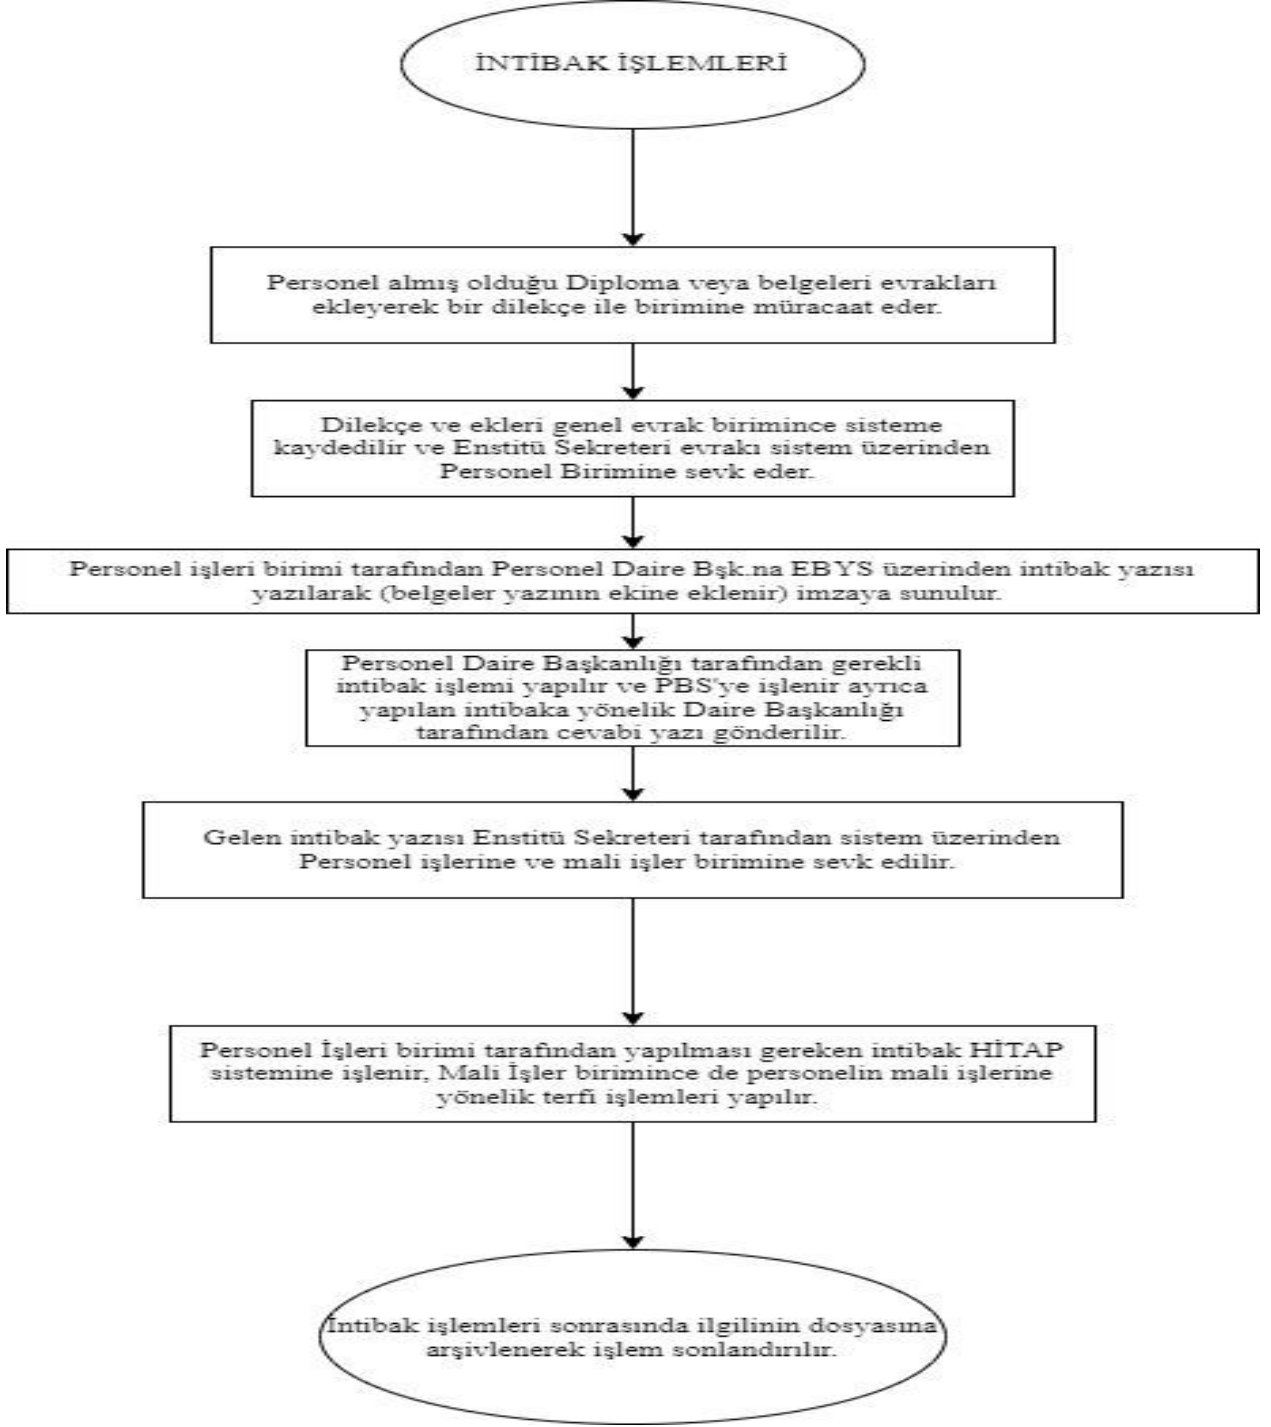 İNTİBAK İŞLEMLERİ
Personel almış olduğu Diploma veya belgeleri evrakları
ekleyerek bir dilekçe ile birimine müracaat eder.
Dilekçe ve ekleri genel evrak birimince sisteme
kaydedilir ve Enstitü Sekreteri evrakı sistem üzerinden
Personel Birimine sevk eder.
Personel işleri birimi tarafından Personel Daire Bşk.na EBYS üzerinden intibak yazısı
yazılarak (belgeler yazının ekine eklenir) imzaya sunulur.
Personel Daire Başkanlığı tarafından gerekli
intibak işlemi yapılır ve PBS'ye işlenir ayrıca
yapılan intibaka yönelik Daire Başkanlığı
tarafından cevabi yazı gönderilir.
Gelen intibak yazısı Enstitü Sekreteri tarafından sistem üzerinden
Personel işlerine ve mali işler birimine sevk edilir.
Personel İşleri birimi tarafından yapılması gereken intibak HİTAP
sistemine işlenir, Mali İşler birimince de personelin mali işlerine
yönelik terfi işlemleri yapılır.
İntibak işlemleri sonrasında ilgilinin dosyasına
arşivlenerek işlem sonlandırılır.